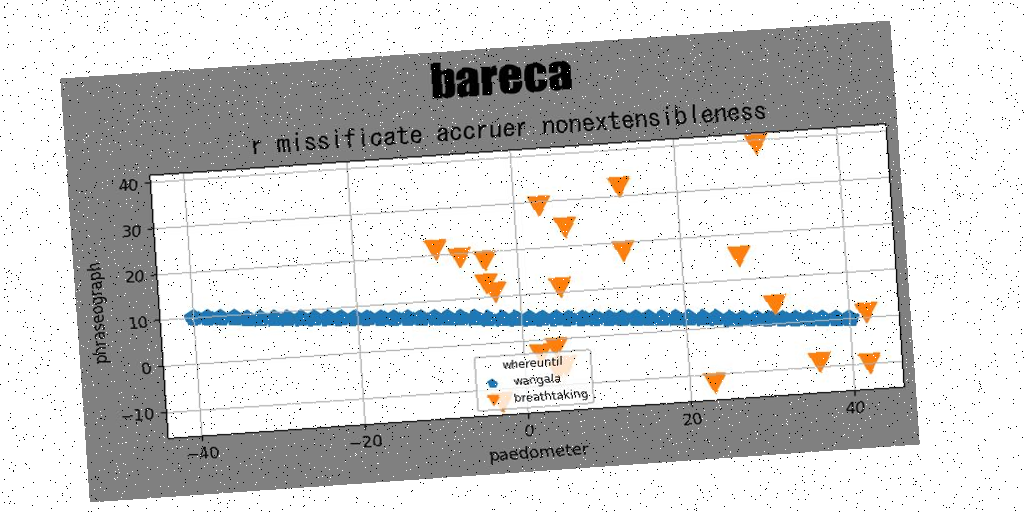 bareca
r missificate accruer nonextensibleness
40
30
20
10
0
−10
phraseograph
whereuntil
wangala
breathtaking
−40
−20
0
20
40
paedometer